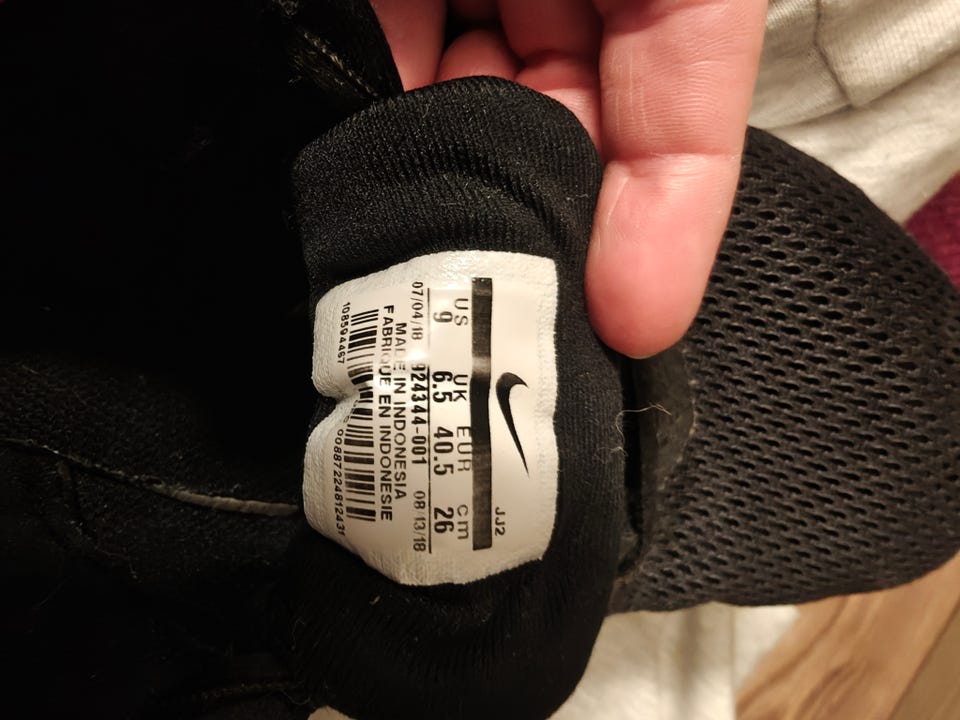 JJ2
US UK EUR cm
9 6.5 40.5 26
07/04/18 924344-001 08/13/18
MADE IN INDONESIA
FABRIQUE EN INDONESIE
108594467 00887224812431